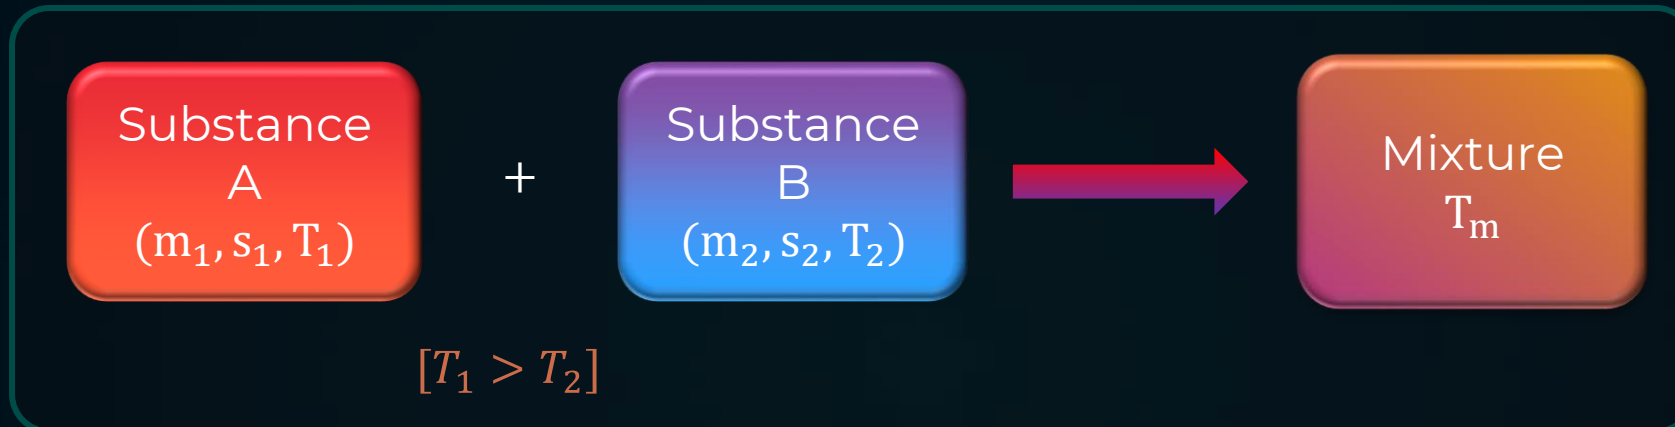 Substance
A
(m₁, s₁, T₁)
+
Substance
B
(m₂, s₂, T₂)
Mixture
Tₘ
[T₁ > T₂]